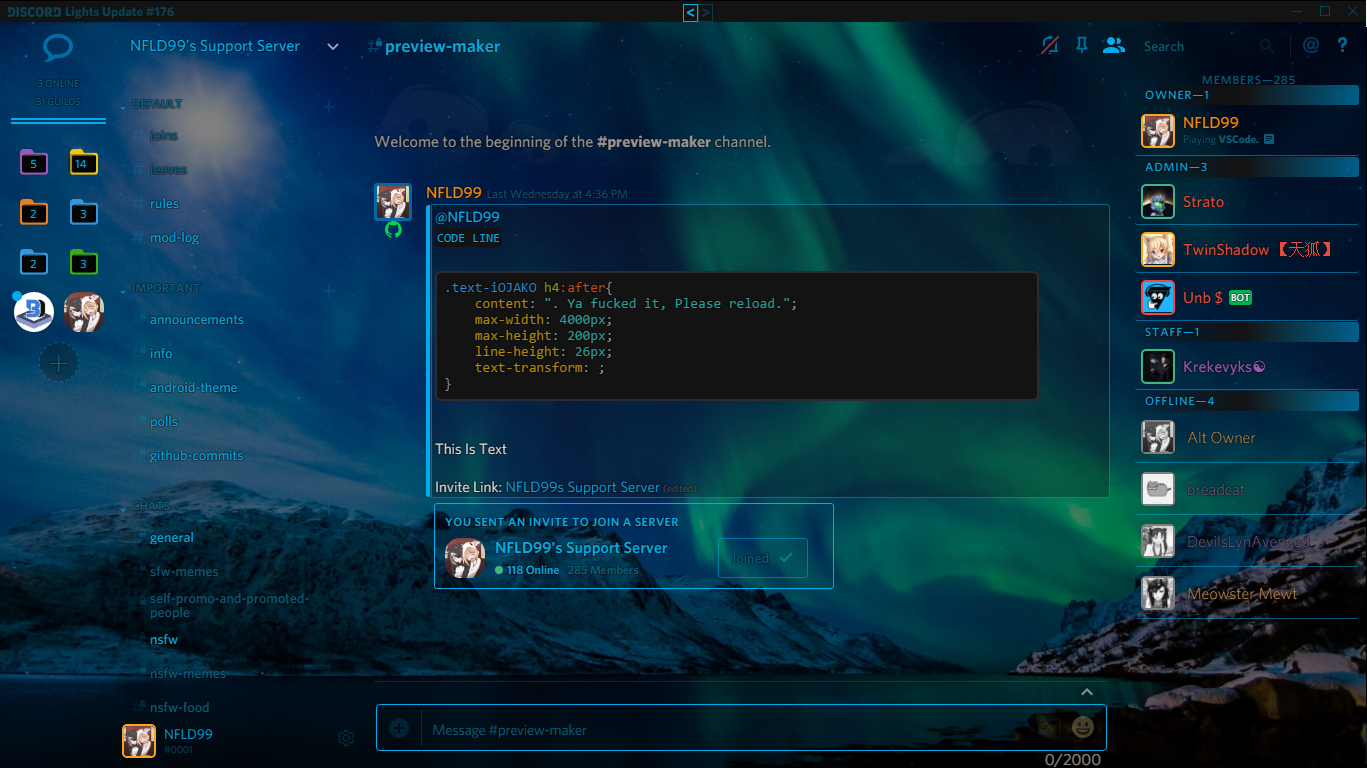 DISCORD Lights Update #176
< >
NFLD99's Support Server
#preview-maker
Search
@ ?
3 ONLINE
31 GUILDS
5
14
2
3
2
3
DEFAULT
joins
leaves
rules
mod-log
IMPORTANT
announcements
info
android-theme
polls
github-commits
CHATS
general
sfw-memes
self-promo-and-promoted-
people
nsfw
nsfw-memes
nsfw-food
NFLD99
#0001
Welcome to the beginning of the #preview-maker channel.
NFLD99 Last Wednesday at 4:36 PM
@NFLD99
CODE LINE
.text-iOJAKO h4:after{
content: ". Ya fucked it, Please reload.";
max-width: 4000px;
max-height: 200px;
line-height: 26px;
text-transform: ;
}
This Is Text
Invite Link: NFLD99s Support Server (edited)
YOU SENT AN INVITE TO JOIN A SERVER
NFLD99's Support Server
118 Online 285 Members
Joined
Message #preview-maker
0/2000
MEMBERS—285
OWNER—1
NFLD99
Playing VSCode.
ADMIN—3
Strato
TwinShadow 【天狐】
Unb $ BOT
STAFF—1
Krekevyks☯
OFFLINE—4
Alt Owner
breadcat
DevilsLynAvenged
Meowster Mewt